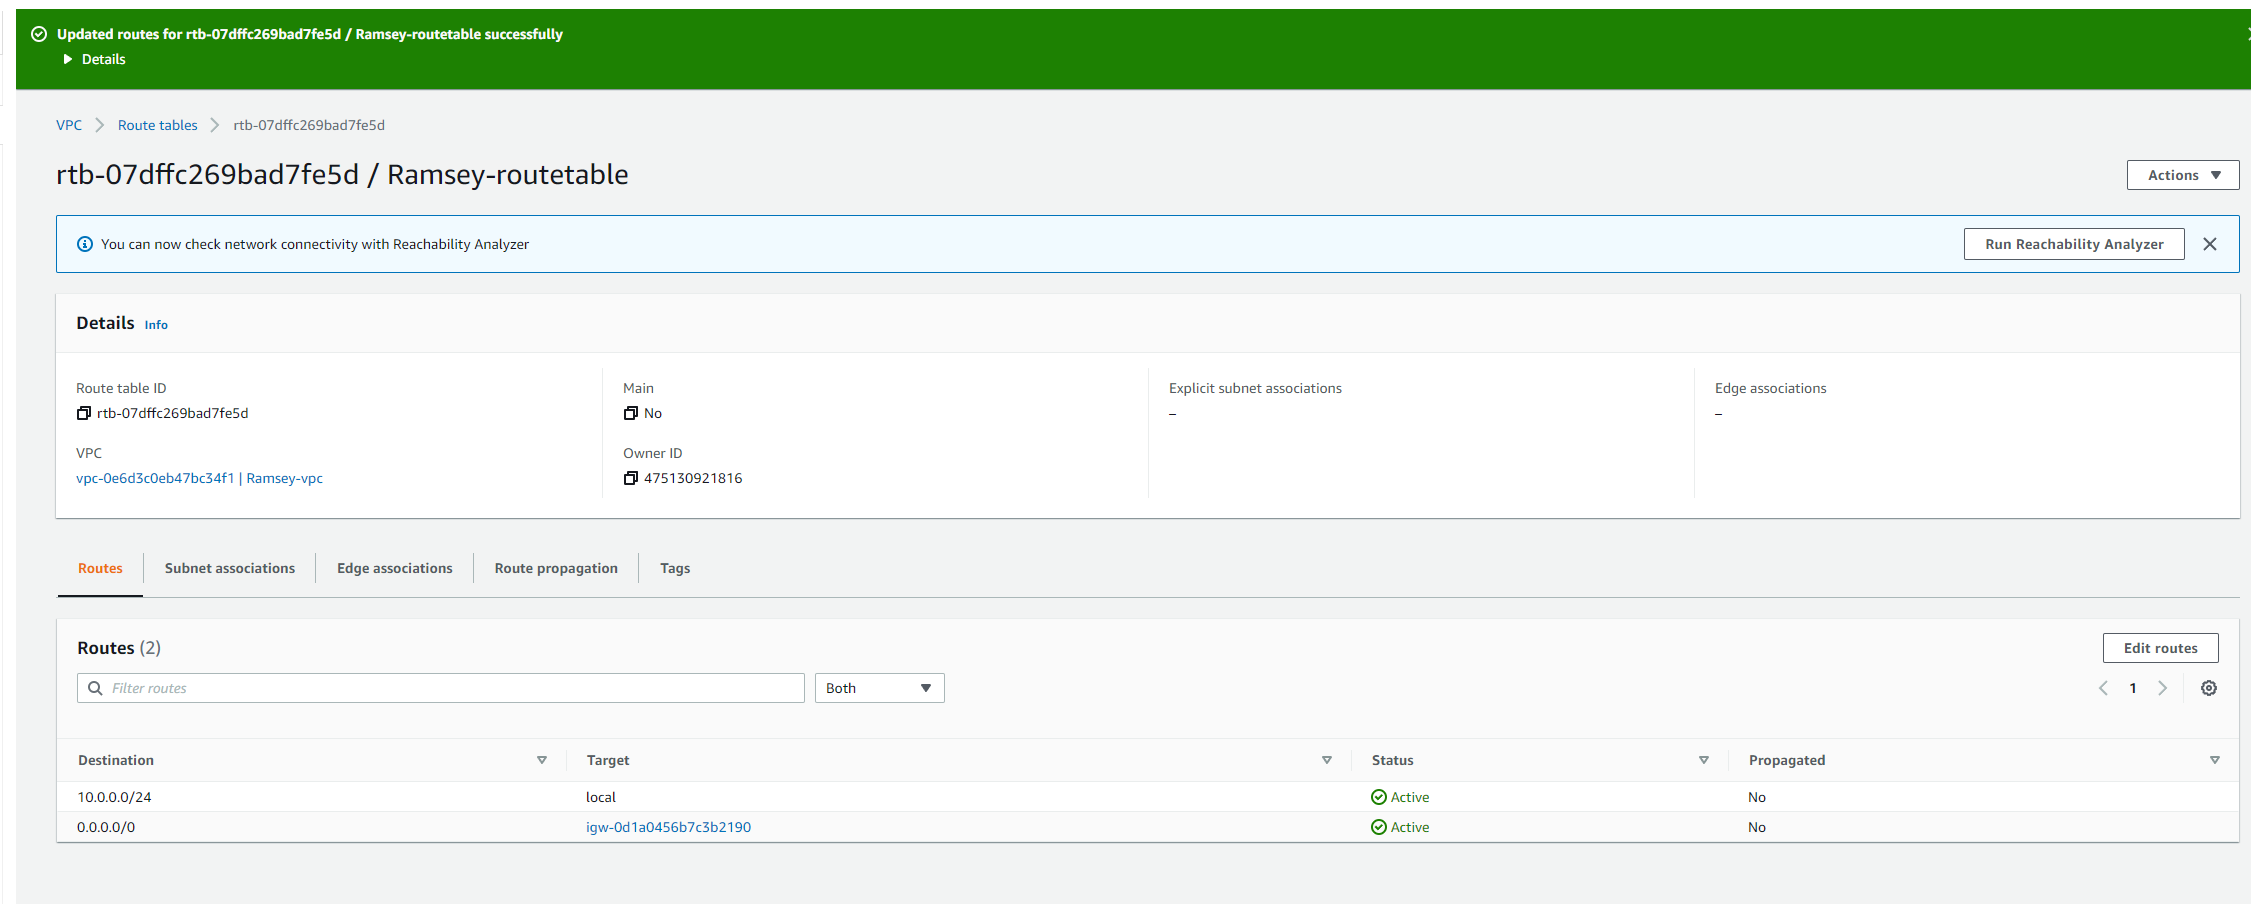 Updated routes for rtb-07dffc269bad7fe5d / Ramsey-routetable successfully
Details
VPC > Route tables > rtb-07dffc269bad7fe5d
rtb-07dffc269bad7fe5d / Ramsey-routetable
Actions
You can now check network connectivity with Reachability Analyzer
Run Reachability Analyzer
Details Info
Route table ID
rtb-07dffc269bad7fe5d
Main
No
Explicit subnet associations
–
Edge associations
–
VPC
vpc-0e6d3c0eb47bc34f1 | Ramsey-vpc
Owner ID
475130921816
Routes Subnet associations Edge associations Route propagation Tags
Routes (2)
Edit routes
Filter routes
Both
1
Destination Target Status Propagated
10.0.0.0/24 local Active No
0.0.0.0/0 igw-0d1a0456b7c3b2190 Active No